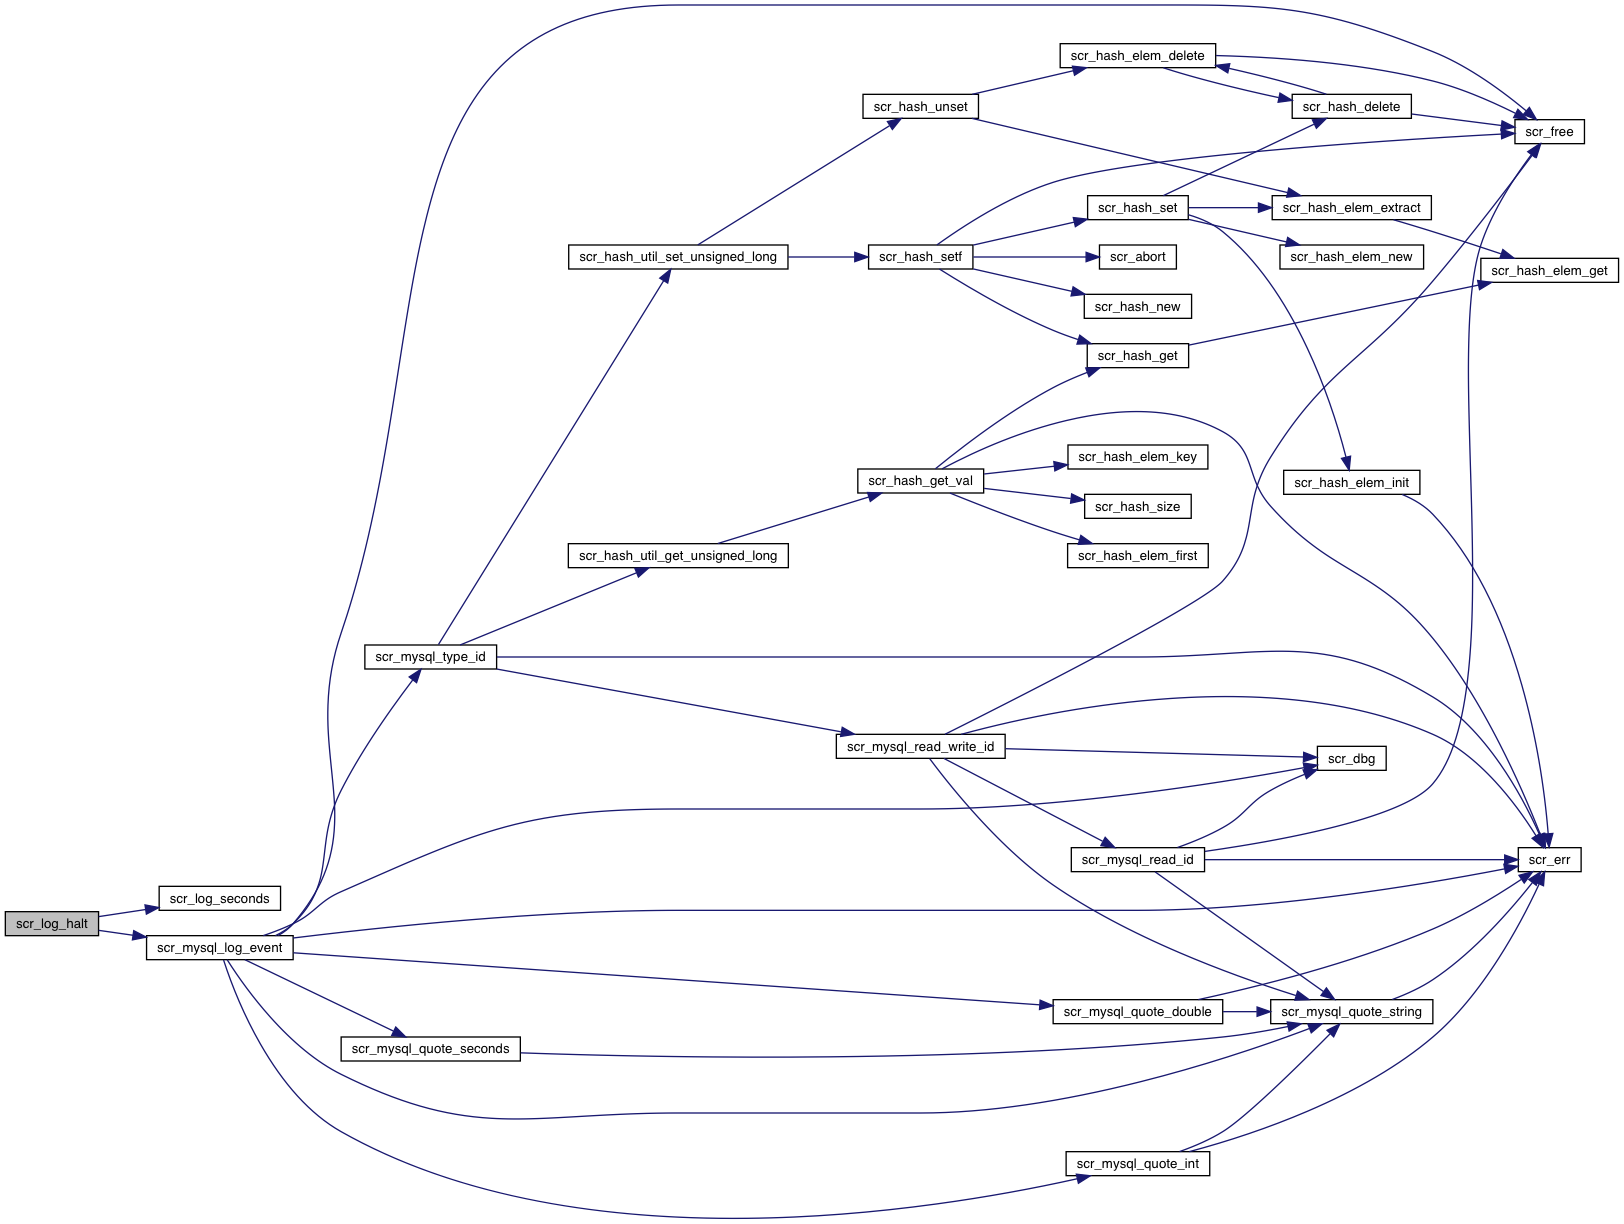 scr_hash_elem_delete
scr_hash_unset
scr_hash_delete
scr_free
scr_hash_set
scr_hash_elem_extract
scr_hash_util_set_unsigned_long
scr_hash_setf
scr_abort
scr_hash_elem_new
scr_hash_elem_get
scr_hash_new
scr_hash_get
scr_hash_elem_key
scr_hash_get_val
scr_hash_elem_init
scr_hash_size
scr_hash_util_get_unsigned_long
scr_hash_elem_first
scr_mysql_type_id
scr_mysql_read_write_id
scr_dbg
scr_mysql_read_id
scr_err
scr_log_seconds
scr_log_halt
scr_mysql_log_event
scr_mysql_quote_double
scr_mysql_quote_string
scr_mysql_quote_seconds
scr_mysql_quote_int